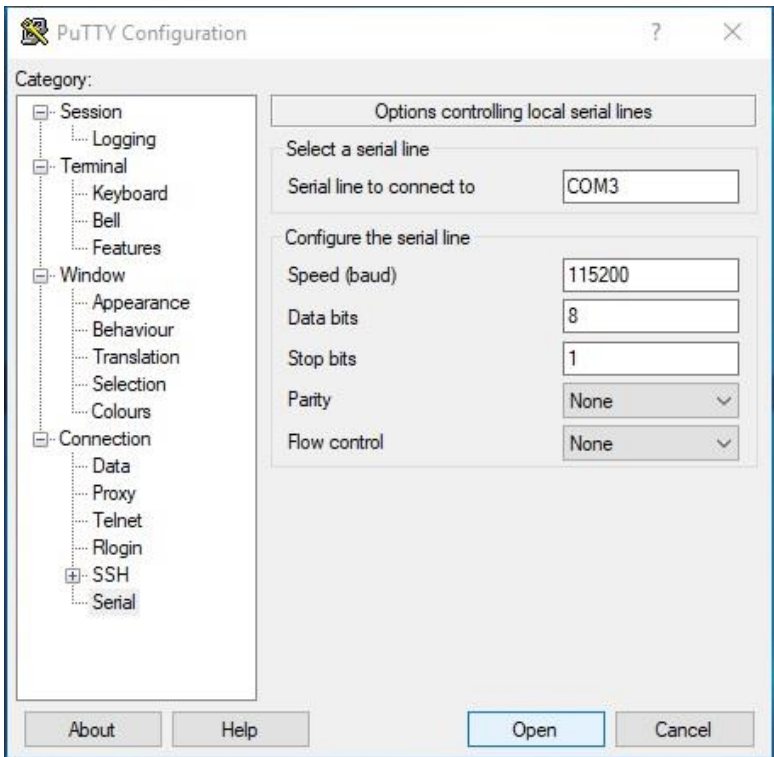 PuTTY Configuration
?
Category:
Session
Logging
Terminal
Keyboard
Bell
Features
Window
Appearance
Behaviour
Translation
Selection
Colours
Connection
Data
Proxy
Telnet
Rlogin
SSH
Serial
Options controlling local serial lines
Select a serial line
Serial line to connect to COM3
Configure the serial line
Speed (baud) 115200
Data bits 8
Stop bits 1
Parity None
Flow control None
About Help Open Cancel